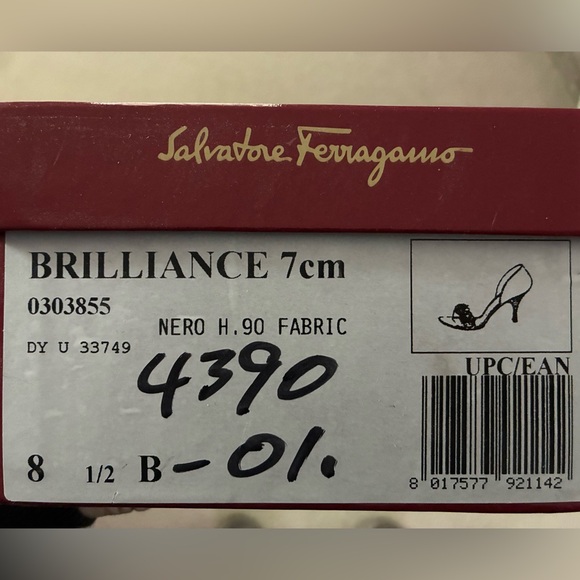 Salvatore Ferragamo
BRILLIANCE 7cm
0303855
NERO H.90 FABRIC
DY U 33749
4390
UPC/EAN
8 1/2 B - 01.
8 017577 921142